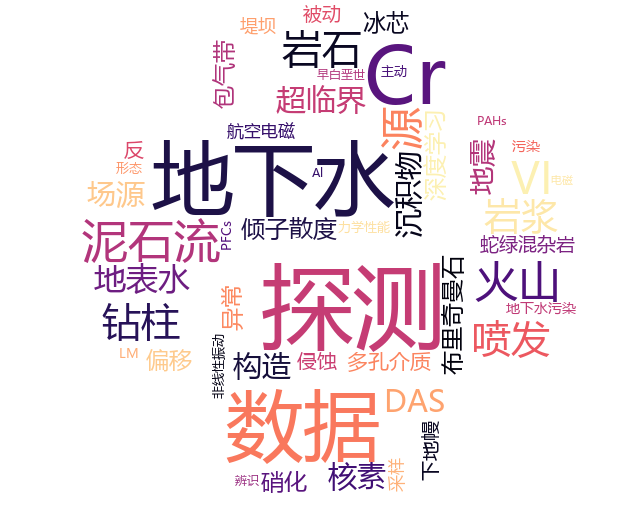 被动
堤坝
冰芯
岩石
Cr
包气带
早白垩世
主动
超临界
源
PAHs
航空电磁
深度学习
反
污染
形态
Al
地下水
沉积物
地震
VI
电磁
场源
岩浆
泥石流
PFCs
倾子散度
力学性能
蛇绿混杂岩
地表水
探测
布里奇曼石
火山
钻柱
异常
地下水污染
喷发
LM
偏移
非线性振动
构造
侵蚀
多孔介质
数据
DAS
下地幔
辨识
硝化
核素
采样